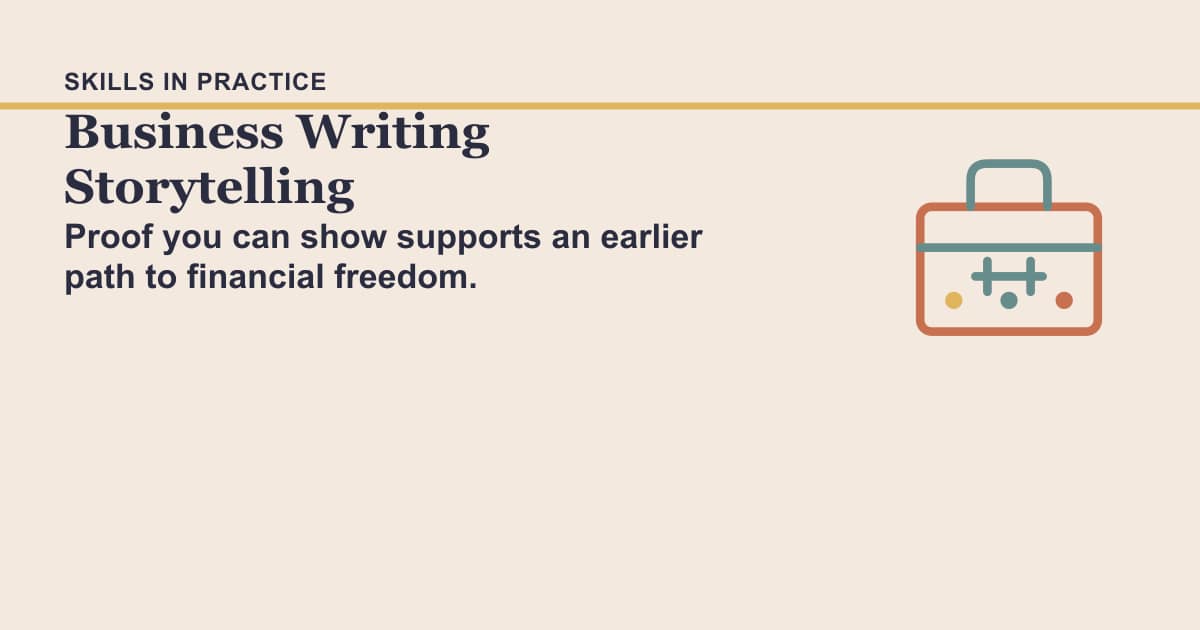 SKILLS IN PRACTICE
Business Writing
Storytelling
Proof you can show supports an earlier
path to financial freedom.